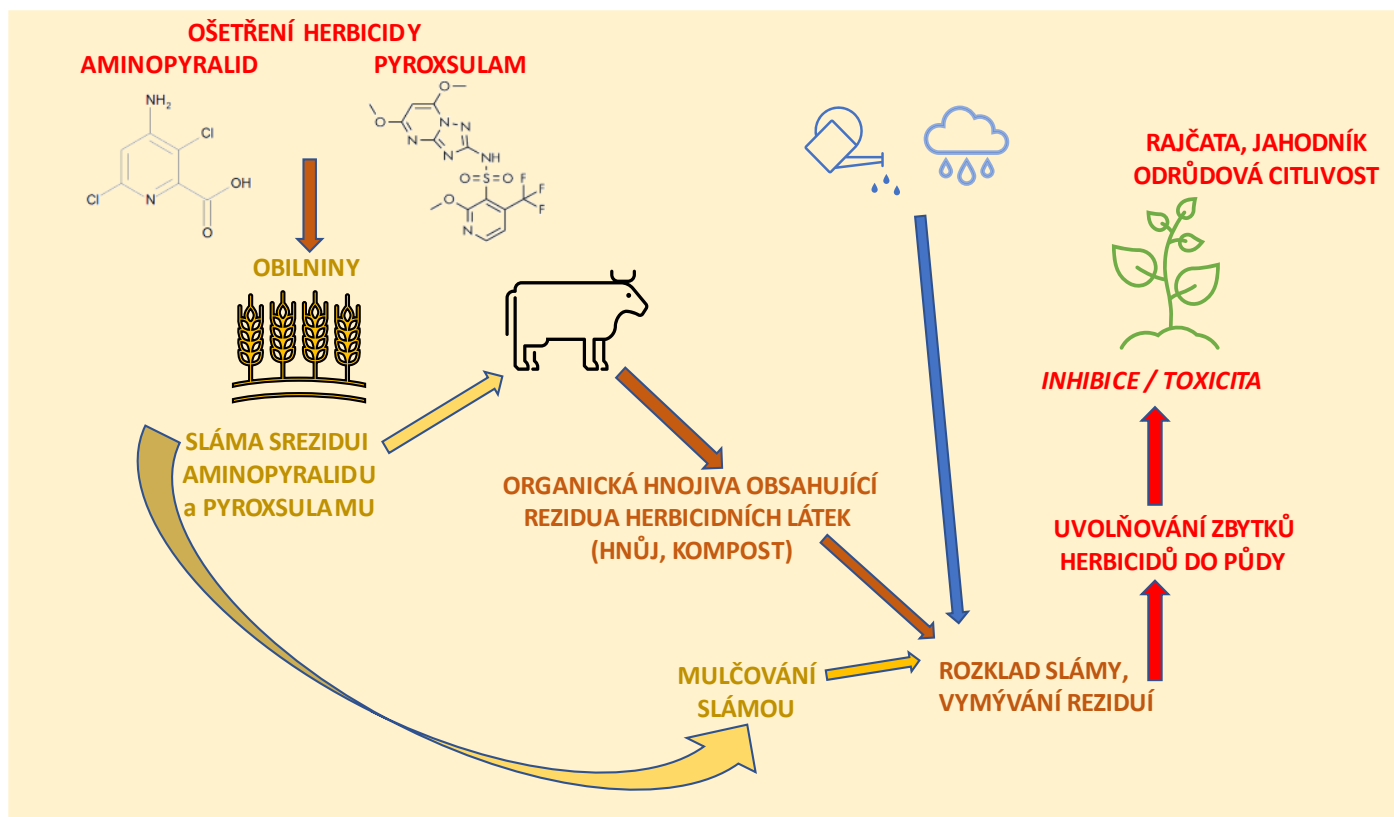 OŠETŘENÍ HERBICIDY
AMINOPYRALID
PYROXSULAM
NH₂
Cl
Cl
N
OH
O
O
O
N
N
N
N
NH
O=S=O
F
F
F
O
N
OBILNINY
SLÁMA SREZIDUI
AMINOPYRALIDU
a PYROXSULAMU
ORGANICKÁ HNOJIVA OBSAHUJÍCÍ
REZIDUA HERBICIDNÍCH LÁTEK
(HNŮJ, KOMPOST)
MULČOVÁNÍ
SLÁMOU
ROZKLAD SLÁMY,
VYMÝVÁNÍ REZIDUÍ
UVOLŇOVÁNÍ ZBYTKŮ
HERBICIDŮ DO PŮDY
INHIBICE / TOXICITA
RAJČATA, JAHODNÍK
ODRŮDOVÁ CITLIVOST